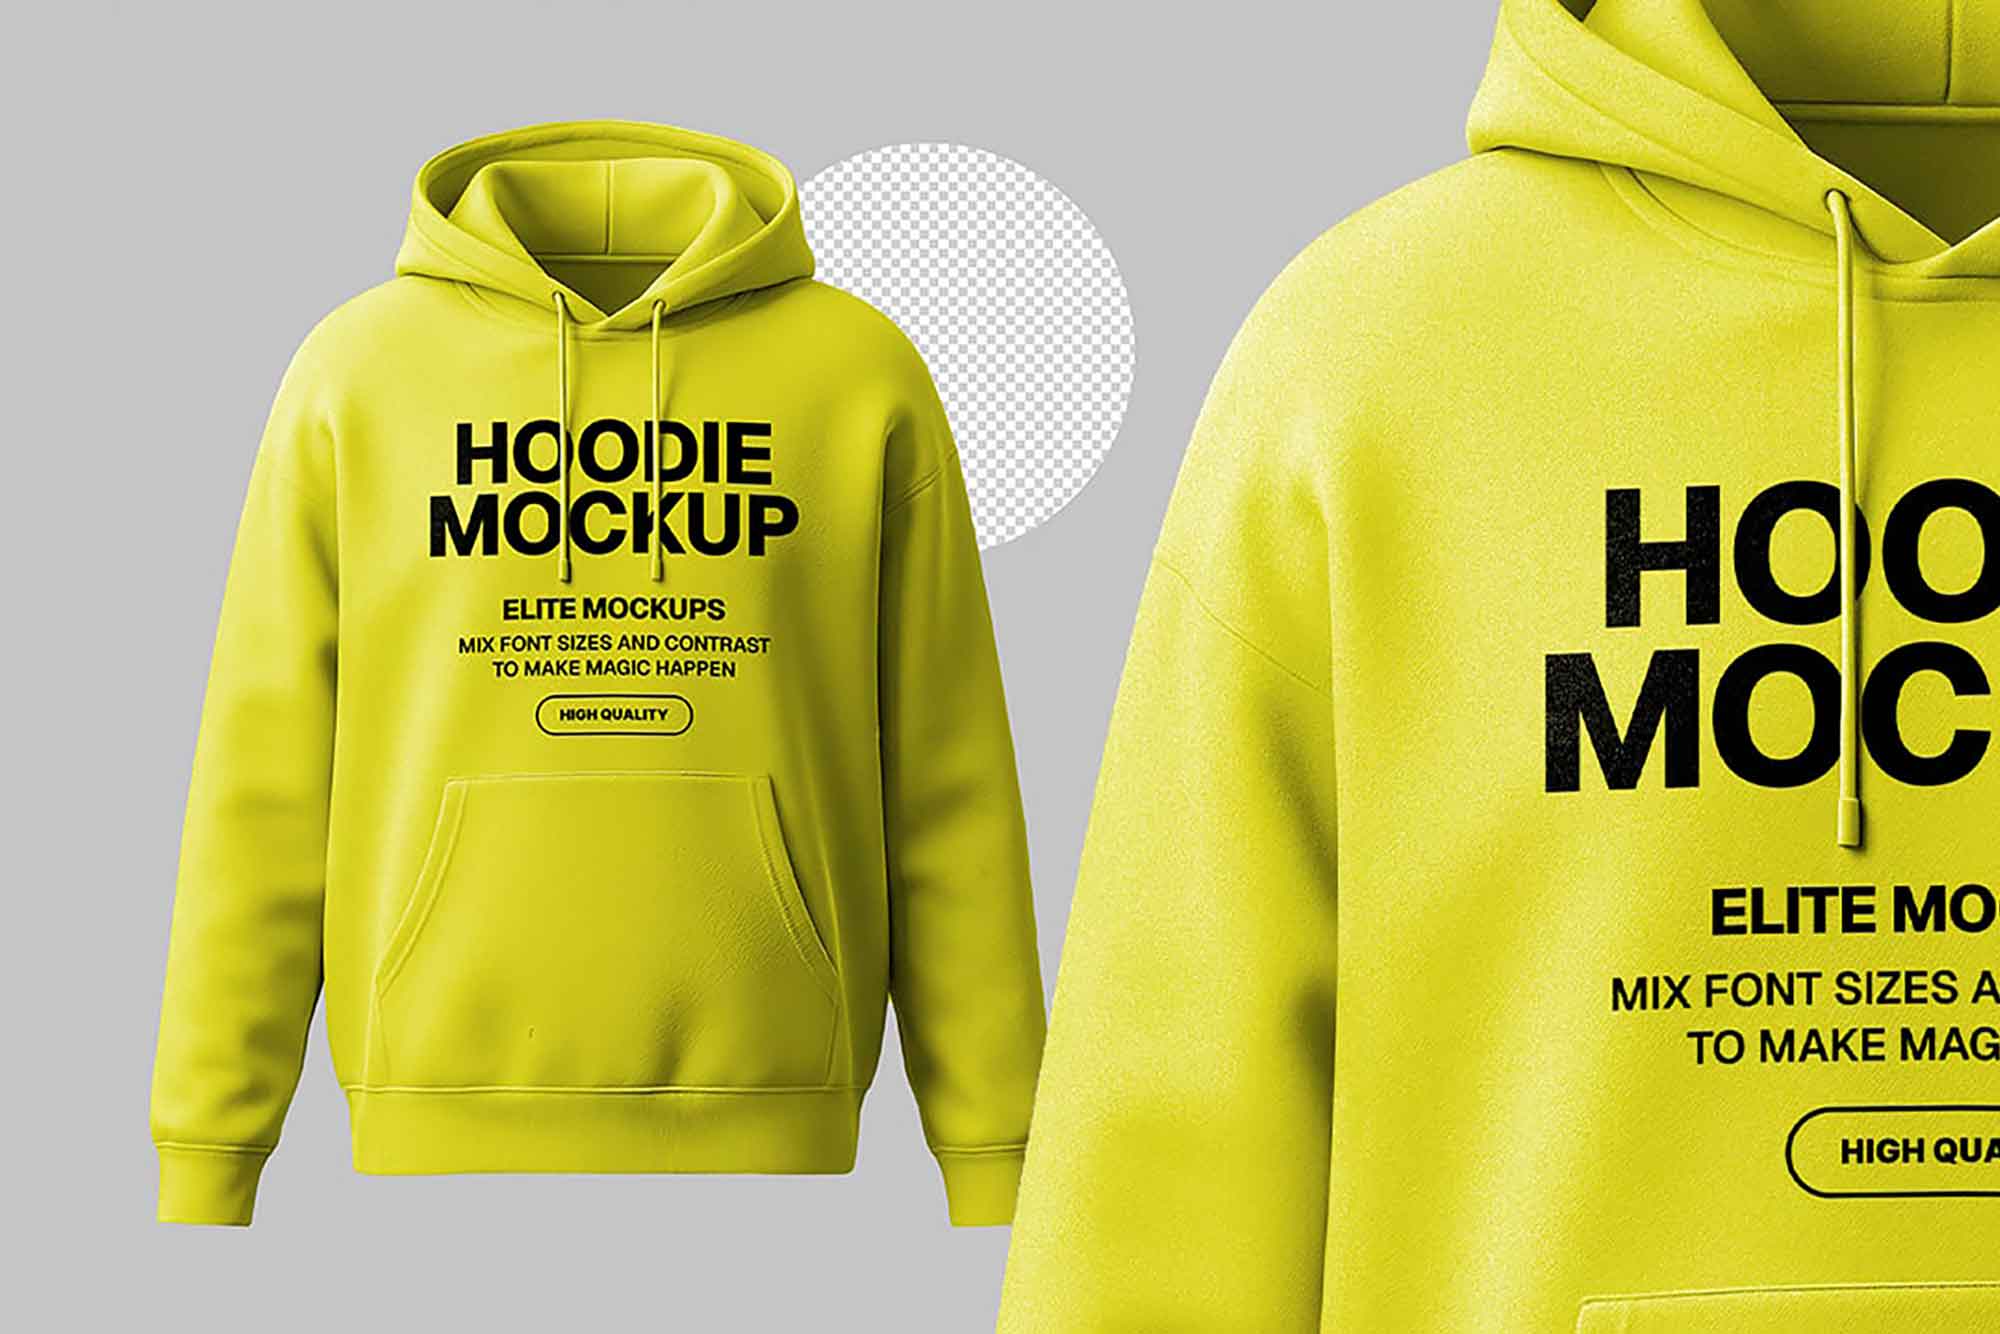 HOODIE
MOCKUP
ELITE MOCKUPS
MIX FONT SIZES AND CONTRAST
TO MAKE MAGIC HAPPEN
HIGH QUALITY
HOO
MOC
ELITE MO
MIX FONT SIZES A
TO MAKE MAG
HIGH QUA